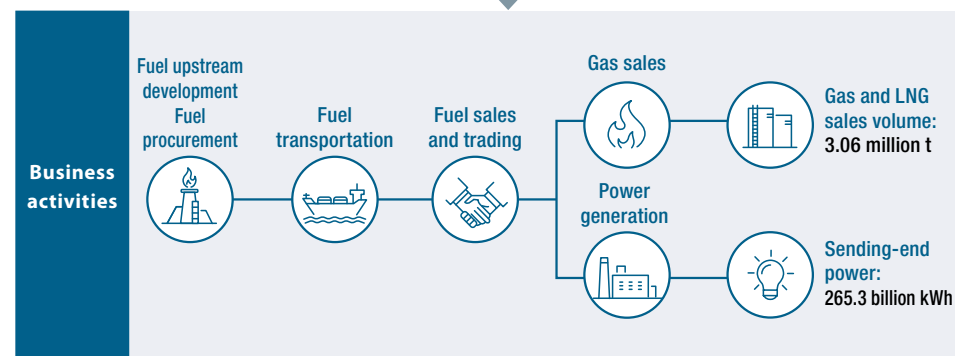 Business
activities
Fuel upstream
development
Fuel
procurement
Fuel
transportation
Fuel sales
and trading
Gas sales
Gas and LNG
sales volume:
3.06 million t
Power
generation
Sending-end
power:
265.3 billion kWh